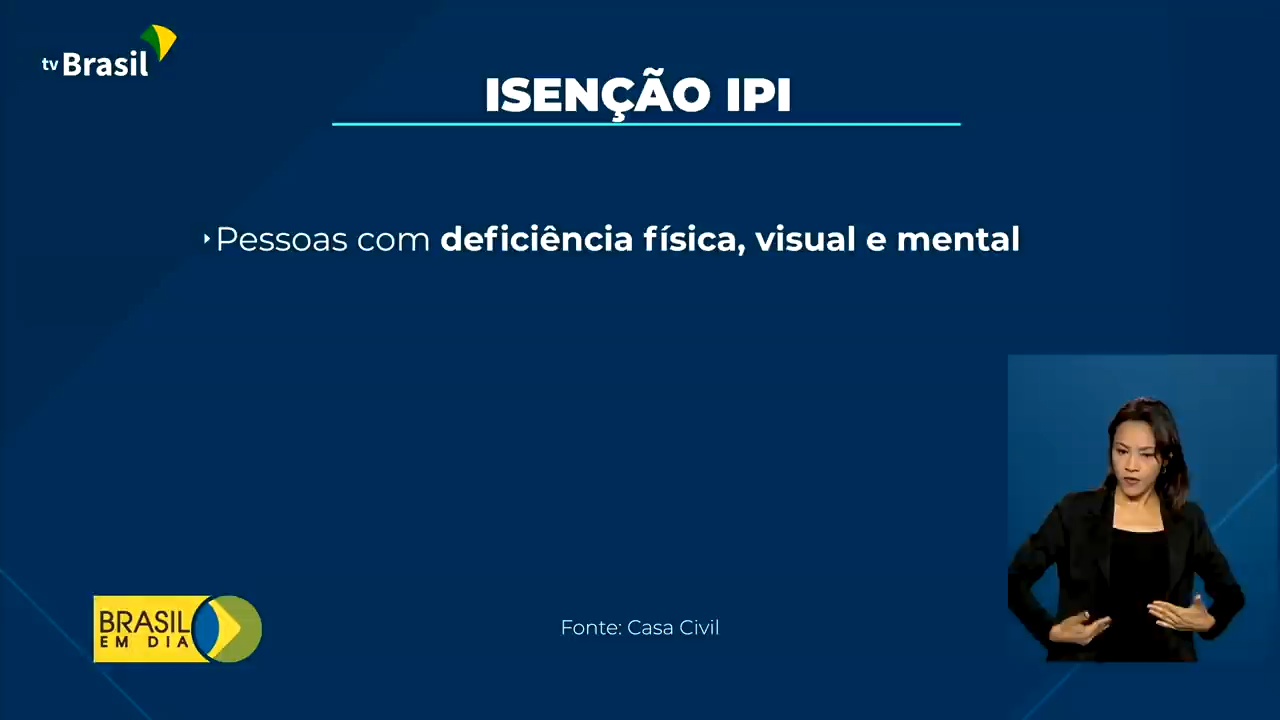 tv Brasil
ISENÇÃO IPI
Pessoas com deficiência física, visual e mental
BRASIL
EM DIA
Fonte: Casa Civil